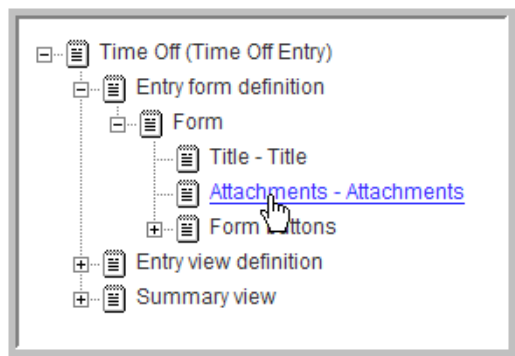 Time Off (Time Off Entry)
Entry form definition
Form
Title - Title
Attachments - Attachments
Form buttons
Entry view definition
Summary view